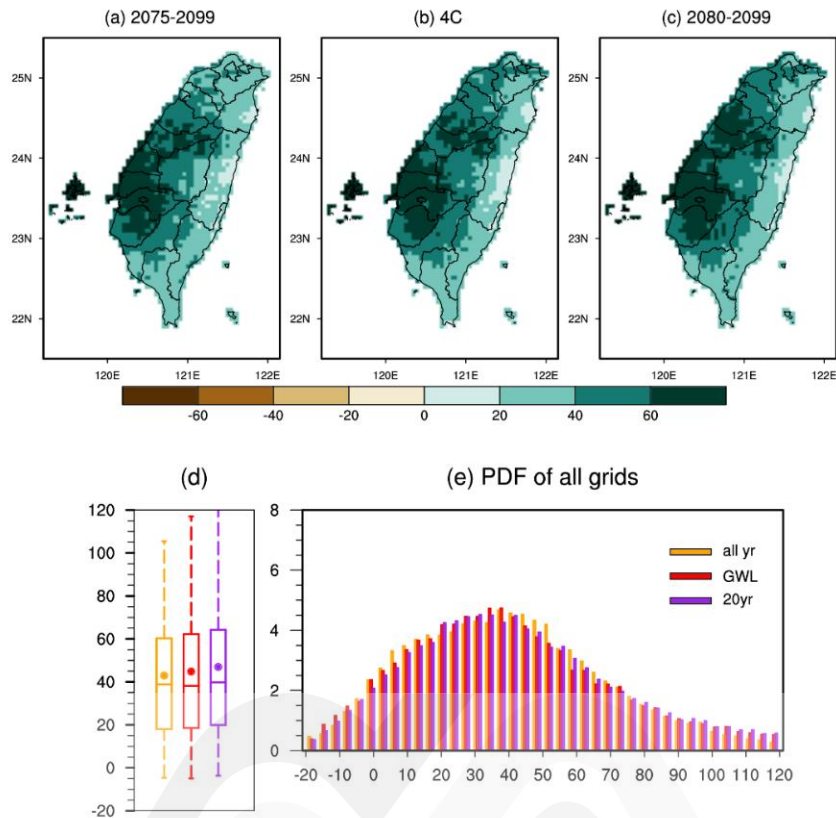 (a) 2075-2099 (b) 4C (c) 2080-2099
25N 25N 25N
24N 24N 24N
23N 23N 23N
22N 22N 22N
120E 121E 122E 120E 121E 122E 120E 121E 122E
-60 -40 -20 0 20 40 60
(d) (e) PDF of all grids
120
100
80
60
40
20
0
-20
8
6
4
2
0
all yr
GWL
20yr
-20 -10 0 10 20 30 40 50 60 70 80 90 100 110 120